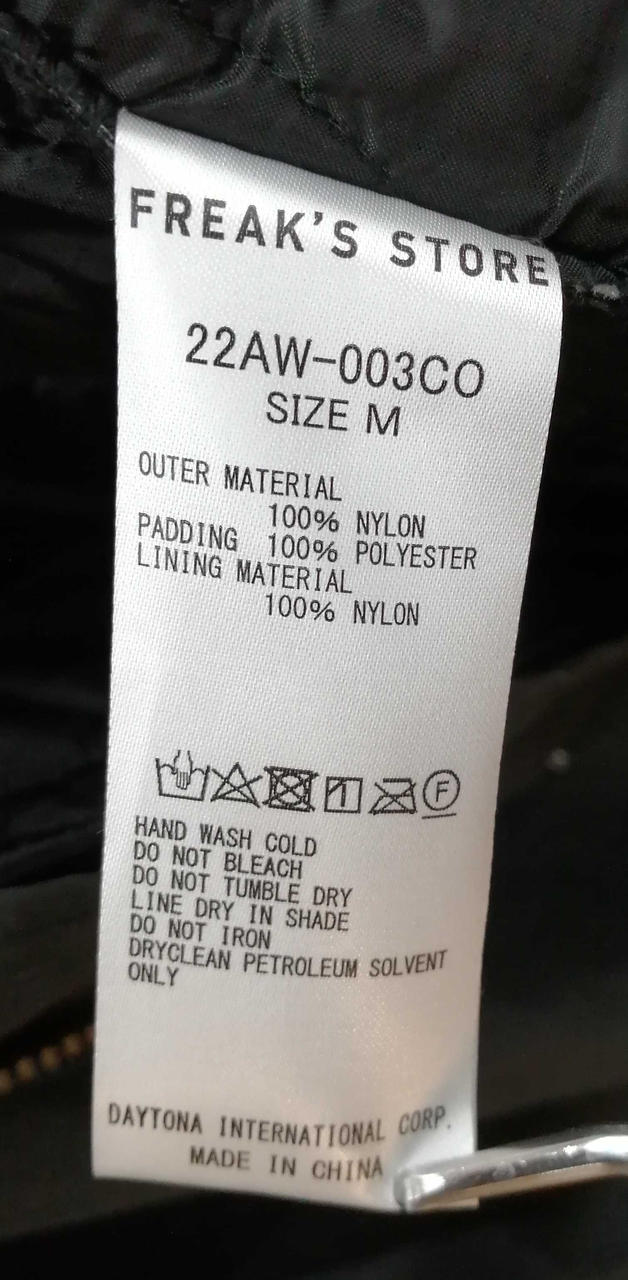 FREAK'S STORE
22AW-003CO
SIZE M
OUTER MATERIAL
100% NYLON
PADDING 100% POLYESTER
LINING MATERIAL
100% NYLON
F
HAND WASH COLD
DO NOT BLEACH
DO NOT TUMBLE DRY
LINE DRY IN SHADE
DO NOT IRON
DRYCLEAN PETROLEUM SOLVENT
ONLY
DAYTONA INTERNATIONAL CORP.
MADE IN CHINA